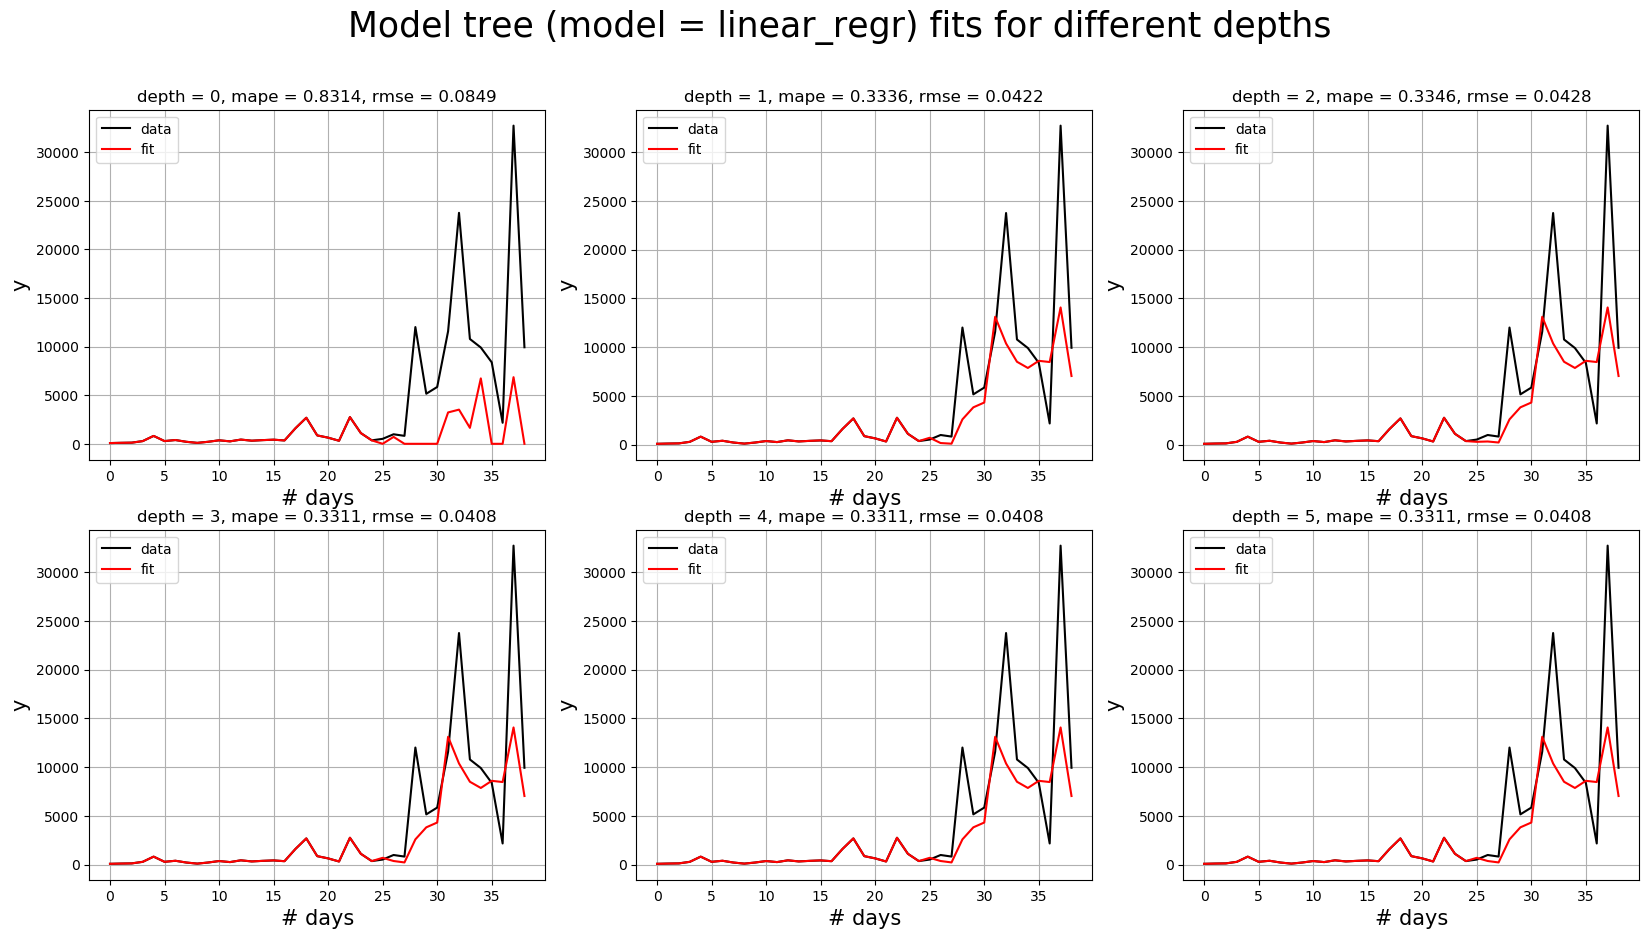 Model tree (model = linear_regr) fits for different depths
depth = 0, mape = 0.8314, rmse = 0.0849
data
fit
30000
25000
20000
15000
10000
5000
0
y
0 5 10 15 20 25 30 35
# days
depth = 1, mape = 0.3336, rmse = 0.0422
data
fit
30000
25000
20000
15000
10000
5000
0
y
0 5 10 15 20 25 30 35
# days
depth = 2, mape = 0.3346, rmse = 0.0428
data
fit
30000
25000
20000
15000
10000
5000
0
y
0 5 10 15 20 25 30 35
# days
depth = 3, mape = 0.3311, rmse = 0.0408
data
fit
30000
25000
20000
15000
10000
5000
0
y
0 5 10 15 20 25 30 35
# days
depth = 4, mape = 0.3311, rmse = 0.0408
data
fit
30000
25000
20000
15000
10000
5000
0
y
0 5 10 15 20 25 30 35
# days
depth = 5, mape = 0.3311, rmse = 0.0408
data
fit
30000
25000
20000
15000
10000
5000
0
y
0 5 10 15 20 25 30 35
# days